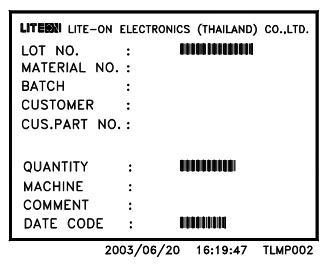 LITEON LITE-ON ELECTRONICS (THAILAND) CO.,LTD.
LOT NO. :
MATERIAL NO. :
BATCH :
CUSTOMER :
CUS.PART NO. :
QUANTITY :
MACHINE :
COMMENT :
DATE CODE :
2003/06/20 16:19:47 TLMP002